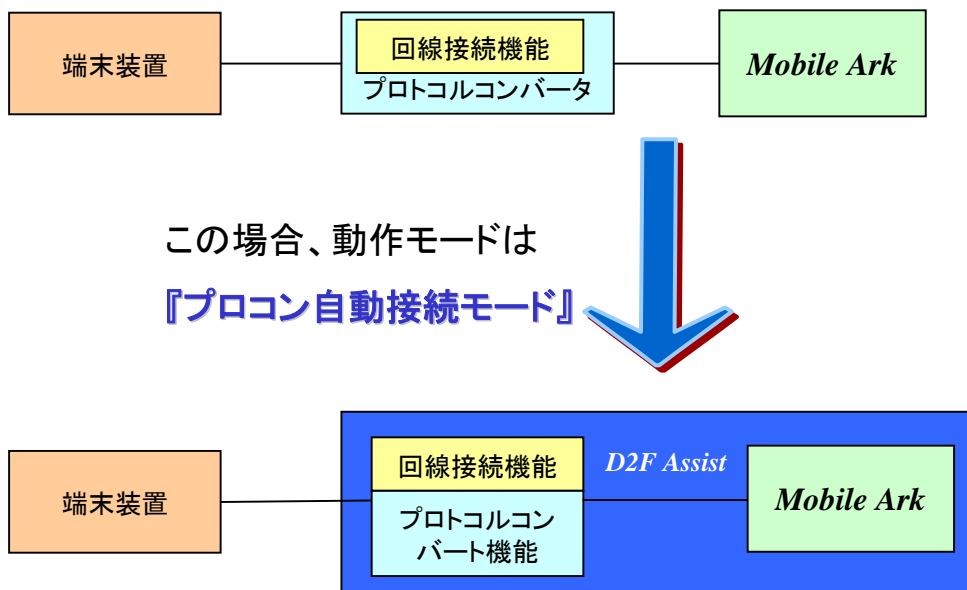 端末装置
回線接続機能
プロトコルコンバータ
Mobile Ark
この場合、動作モードは
『プロコン自動接続モード』
端末装置
回線接続機能
プロトコルコン
バート機能
D2F Assist
Mobile Ark